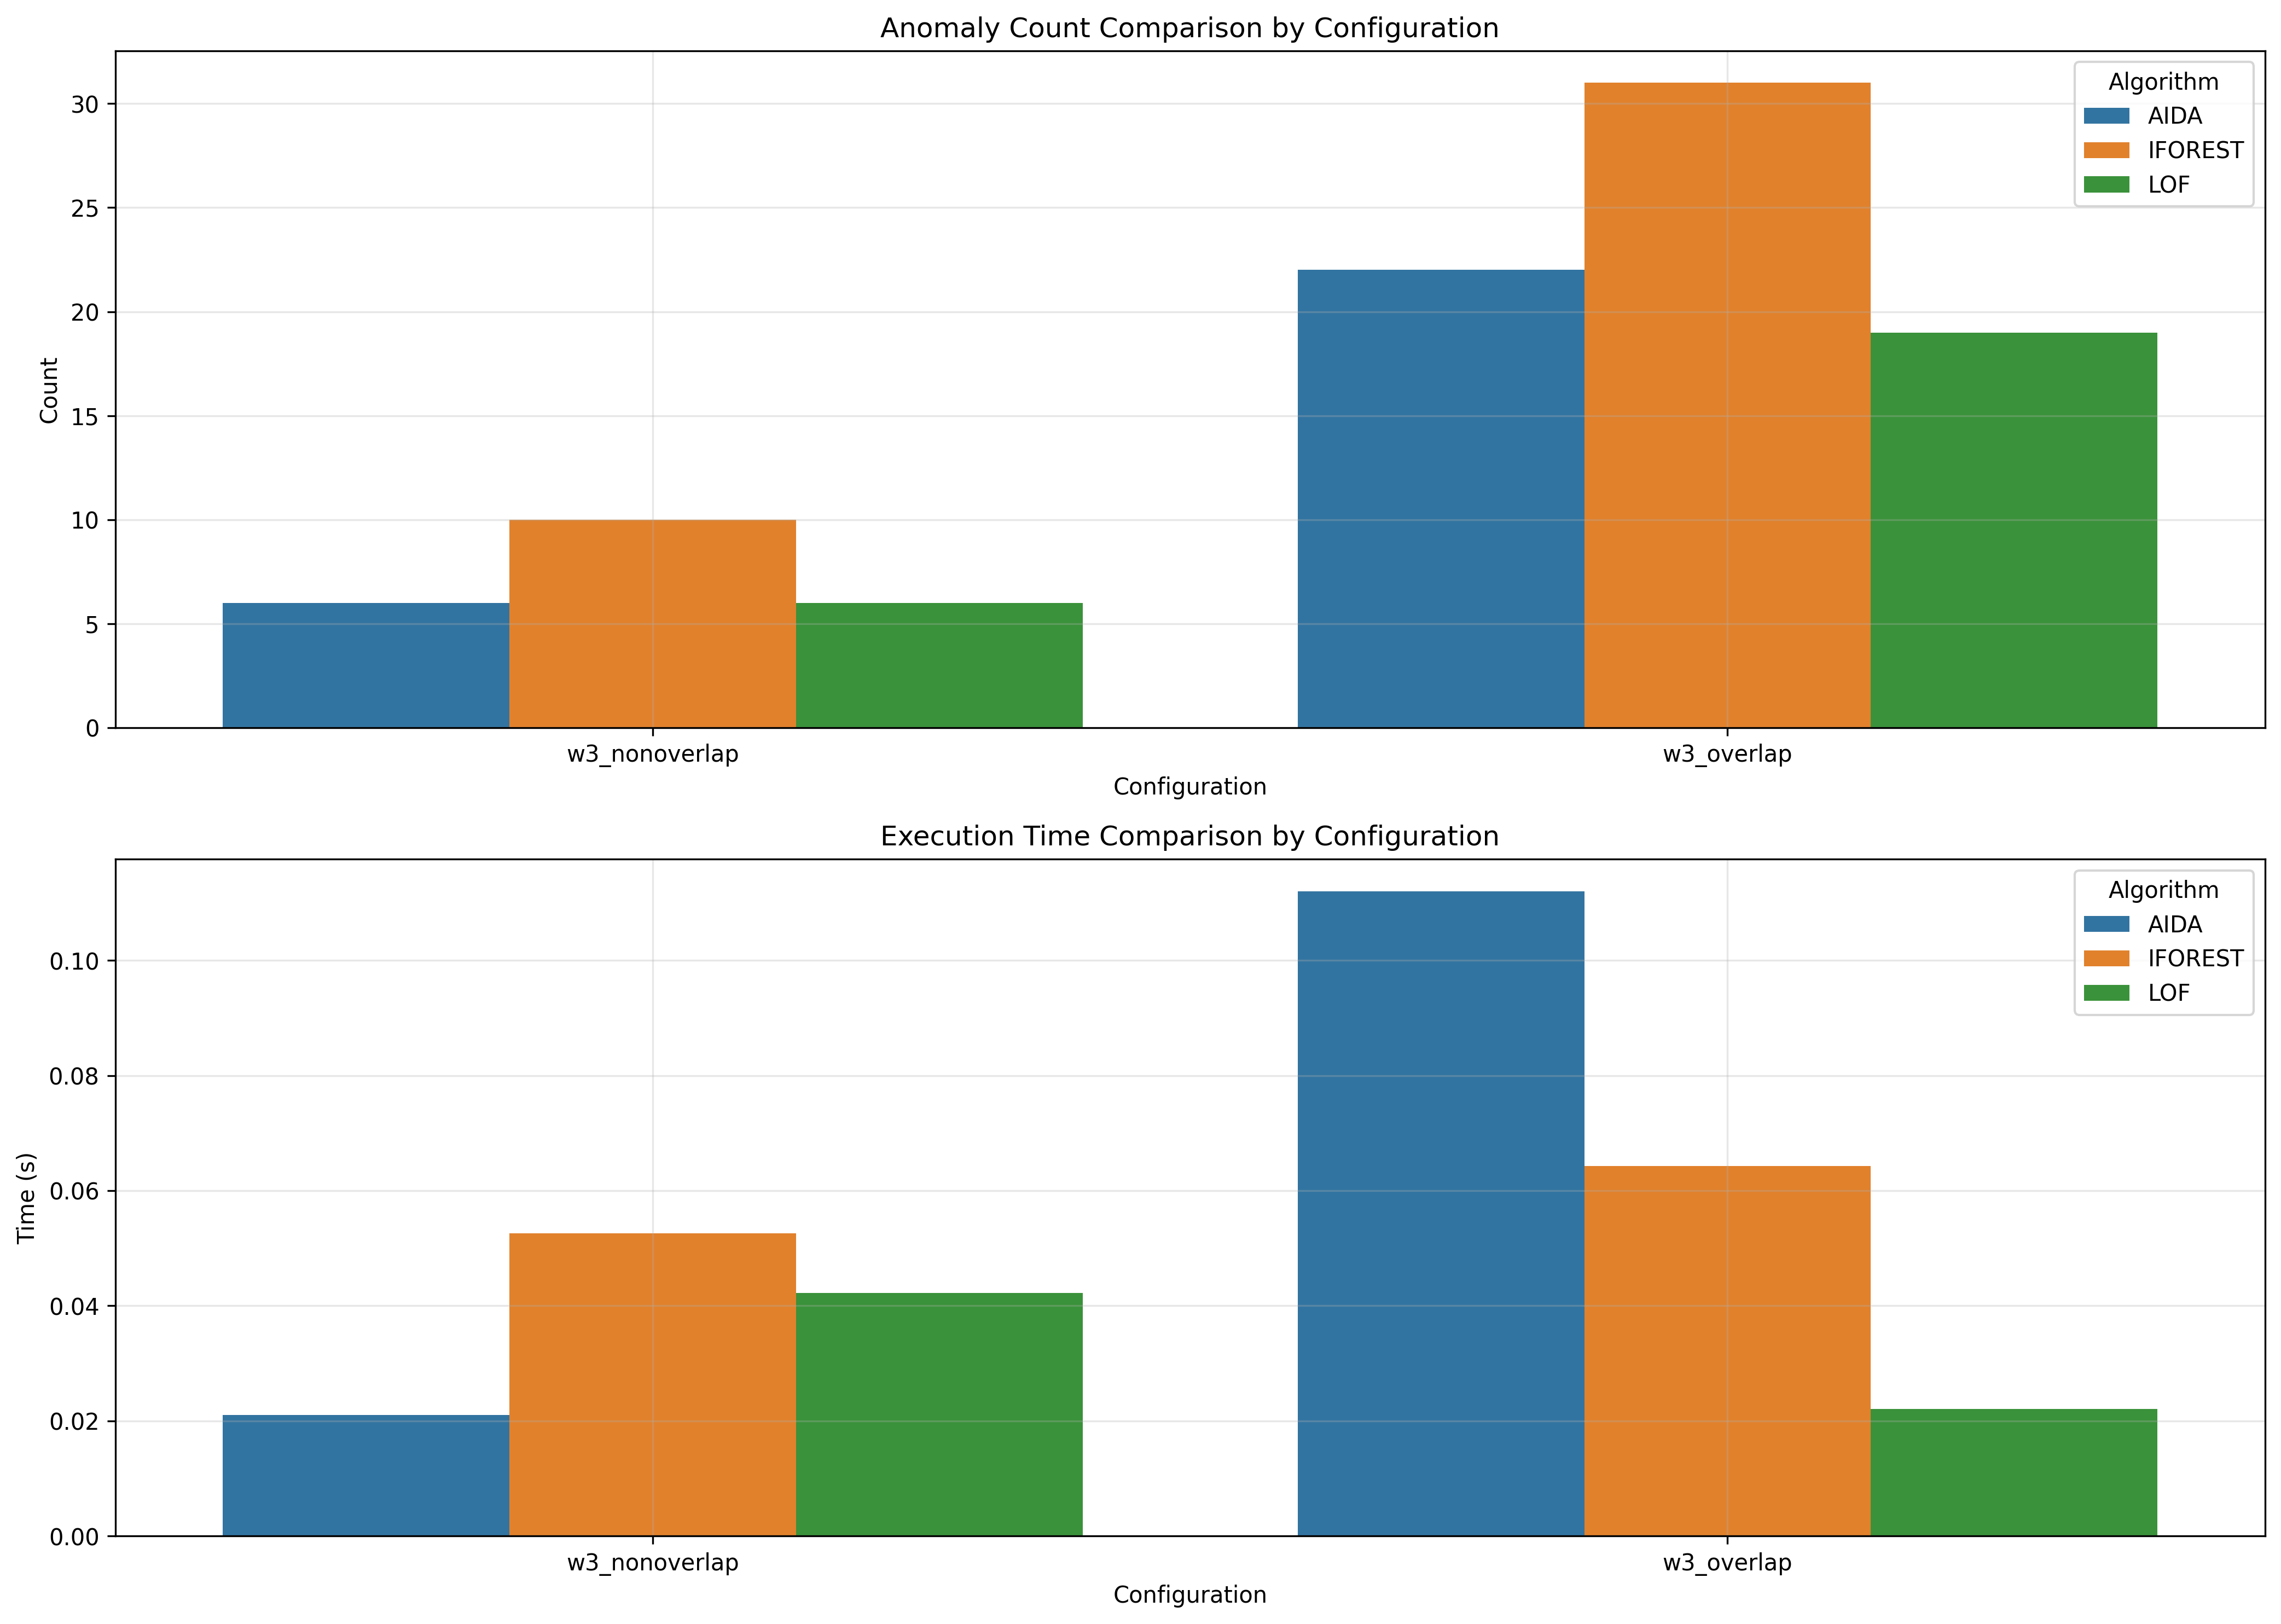 Anomaly Count Comparison by Configuration
Algorithm
AIDA
IFOREST
LOF
Count
30
25
20
15
10
5
0
w3_nonoverlap
w3_overlap
Configuration
Execution Time Comparison by Configuration
Algorithm
AIDA
IFOREST
LOF
Time (s)
0.10
0.08
0.06
0.04
0.02
0.00
w3_nonoverlap
w3_overlap
Configuration